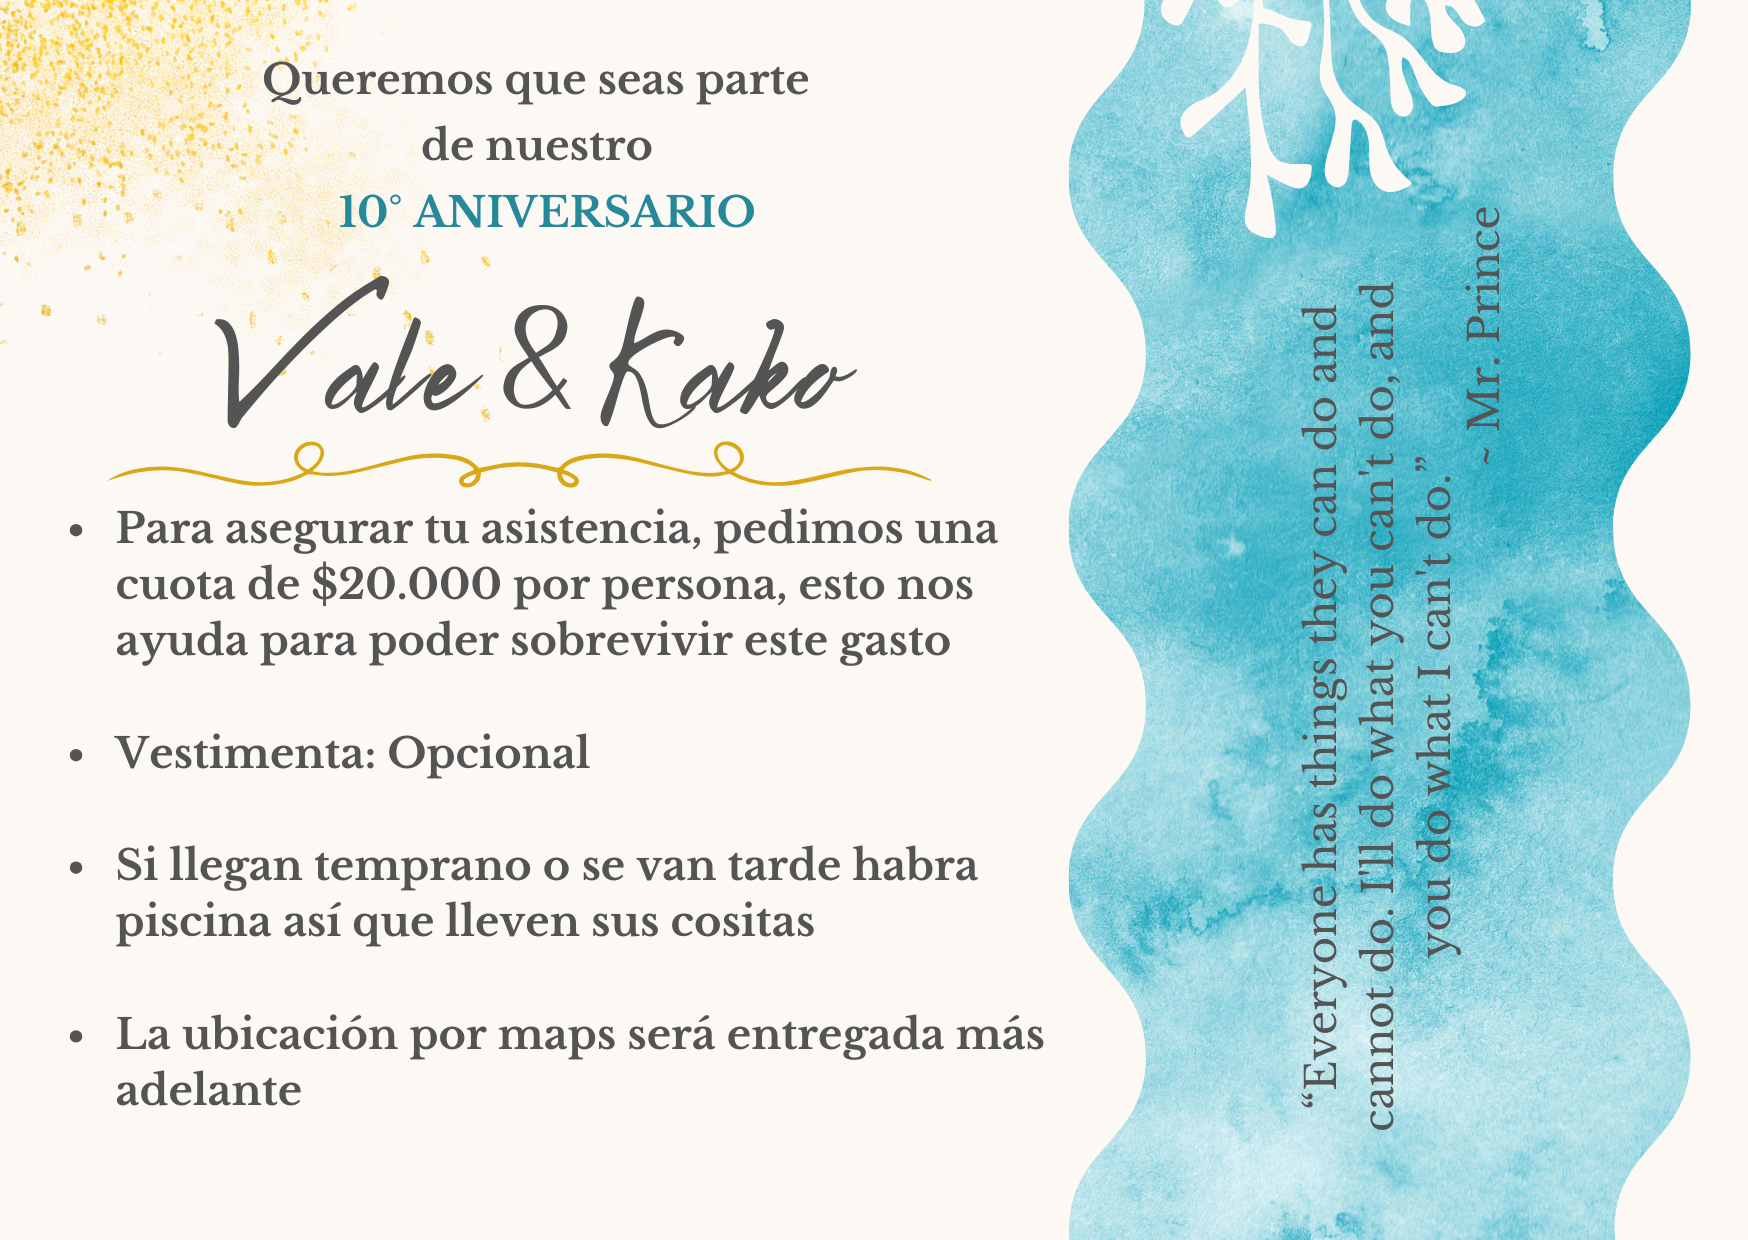 Queremos que seas parte
de nuestro
10° ANIVERSARIO
Vale & Kako
• Para asegurar tu asistencia, pedimos una
cuota de $20.000 por persona, esto nos
ayuda para poder sobrevivir este gasto
• Vestimenta: Opcional
• Si llegan temprano o se van tarde habra
piscina así que lleven sus cositas
• La ubicación por maps será entregada más
adelante
“Everyone has things they can do and
cannot do. I'll do what you can't do, and
you do what I can't do.”
~ Mr. Prince